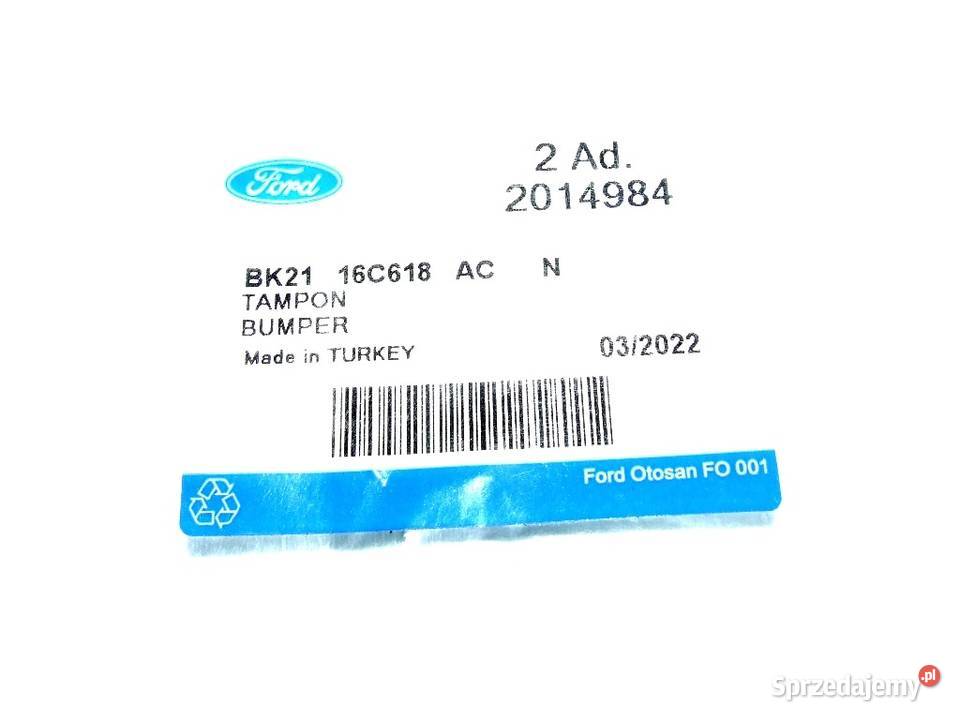 2 Ad.
Ford
2014984
BK21 16C618 AC N
TAMPON
BUMPER
Made in TURKEY
03/2022
Ford Otosan FO 001
Sprzedajemy.pl